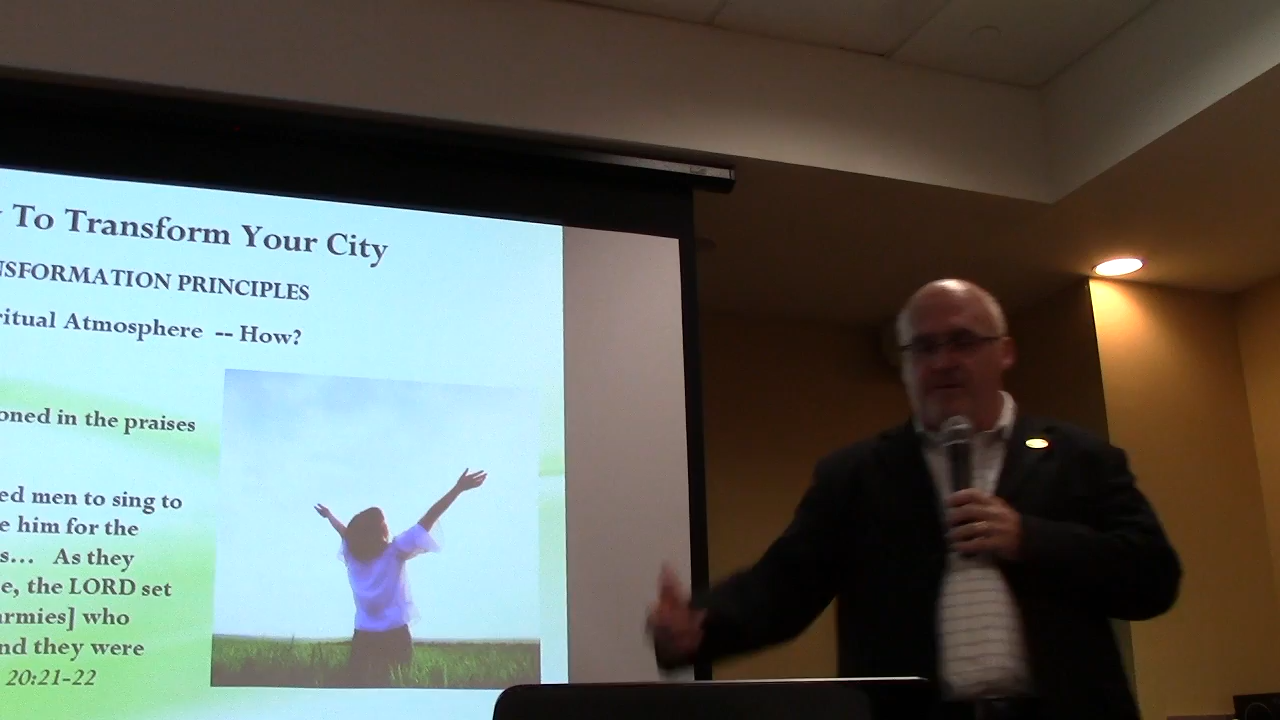 To Transform Your City
NSFORMATION PRINCIPLES
ritual Atmosphere -- How?
oned in the praises
ed men to sing to
e him for the
s... As they
e, the LORD set
armies] who
nd they were
20:21-22